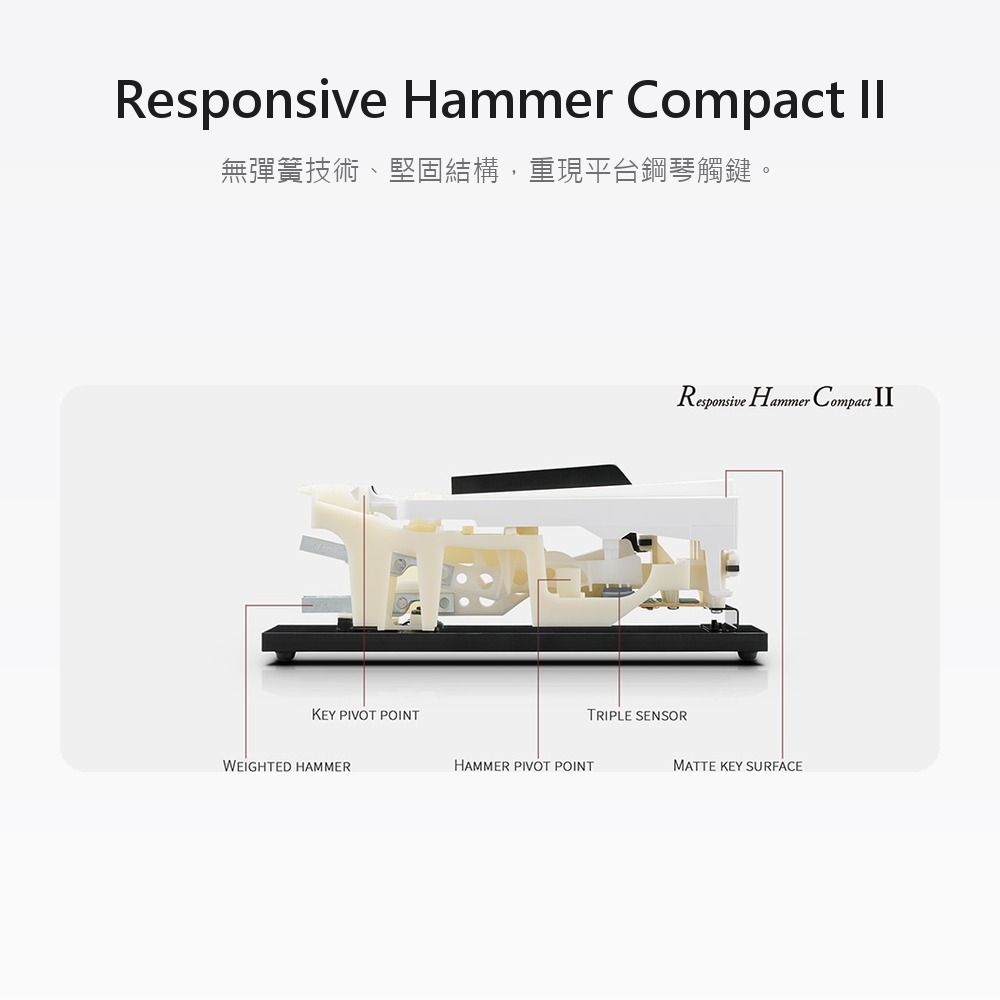 Responsive Hammer Compact II
無彈簧技術、堅固結構，重現平台鋼琴觸鍵。
Responsive Hammer Compact II
KEY PIVOT POINT
TRIPLE SENSOR
WEIGHTED HAMMER
HAMMER PIVOT POINT
MATTE KEY SURFACE